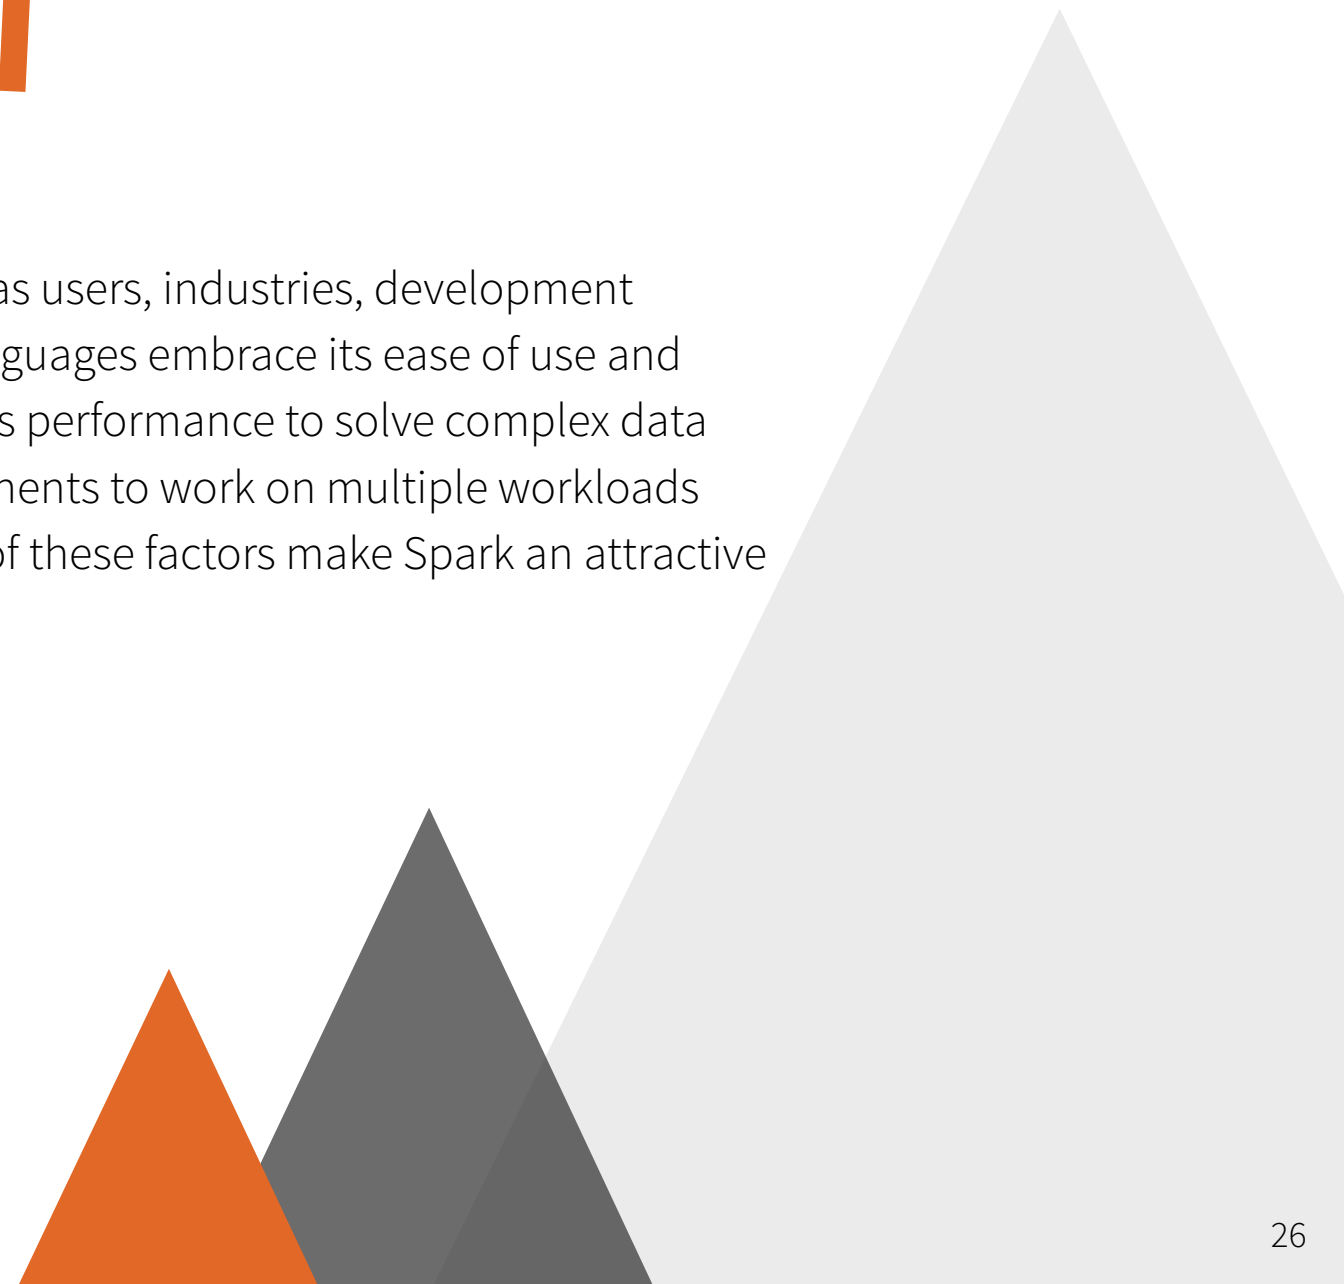 as users, industries, development
guages embrace its ease of use and
s performance to solve complex data
ents to work on multiple workloads
of these factors make Spark an attractive
26